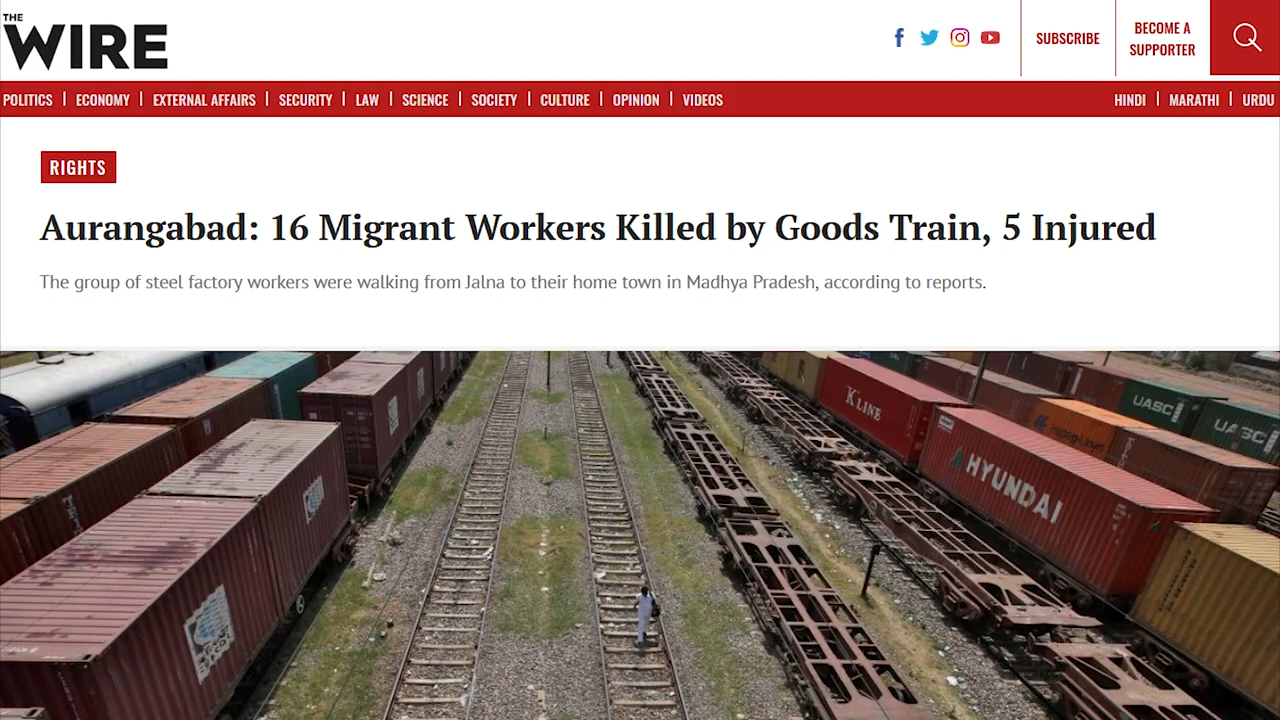 THE
WIRE
SUBSCRIBE
BECOME A
SUPPORTER
POLITICS | ECONOMY | EXTERNAL AFFAIRS | SECURITY | LAW | SCIENCE | SOCIETY | CULTURE | OPINION | VIDEOS
HINDI | MARATHI | URDU
RIGHTS
Aurangabad: 16 Migrant Workers Killed by Goods Train, 5 Injured
The group of steel factory workers were walking from Jalna to their home town in Madhya Pradesh, according to reports.
K LINE
UASC
UASC
Hapag-Lloyd
HYUNDAI